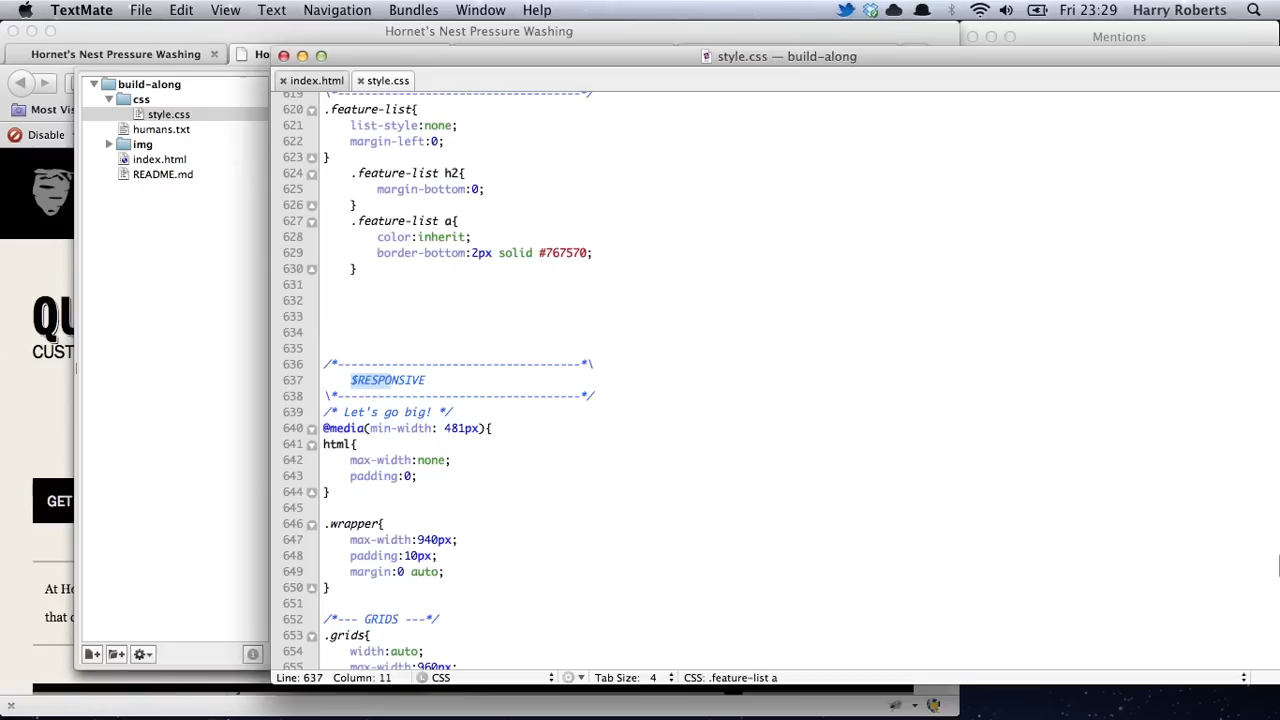 TextMate File Edit View Text Navigation Bundles Window Help Fri 23:29 Harry Roberts
Hornet's Nest Pressure Washing
Mentions
Hornet's Nest Pressure Washing Ho
style.css — build-along
index.html style.css
Most Vis
Disable
build-along
css
style.css
humans.txt
img
index.html
README.md
QU
CUST
GET
At Ho
that c
619 \*-----------------------------------*/
620 .feature-list{
621 list-style:none;
622 margin-left:0;
623 }
624 .feature-list h2{
625 margin-bottom:0;
626 }
627 .feature-list a{
628 color:inherit;
629 border-bottom:2px solid #767570;
630 }
631
632
633
634
635
636 /*-----------------------------------*\
637 $RESPONSIVE
638 \*-----------------------------------*/
639 /* Let's go big! */
640 @media(min-width: 481px){
641 html{
642 max-width:none;
643 padding:0;
644 }
645
646 .wrapper{
647 max-width:940px;
648 padding:10px;
649 margin:0 auto;
650 }
651
652 /*--- GRIDS ---*/
653 .grids{
654 width:auto;
655 max-width:960px;
Line: 637 Column: 11 CSS Tab Size: 4 CSS: .feature-list a